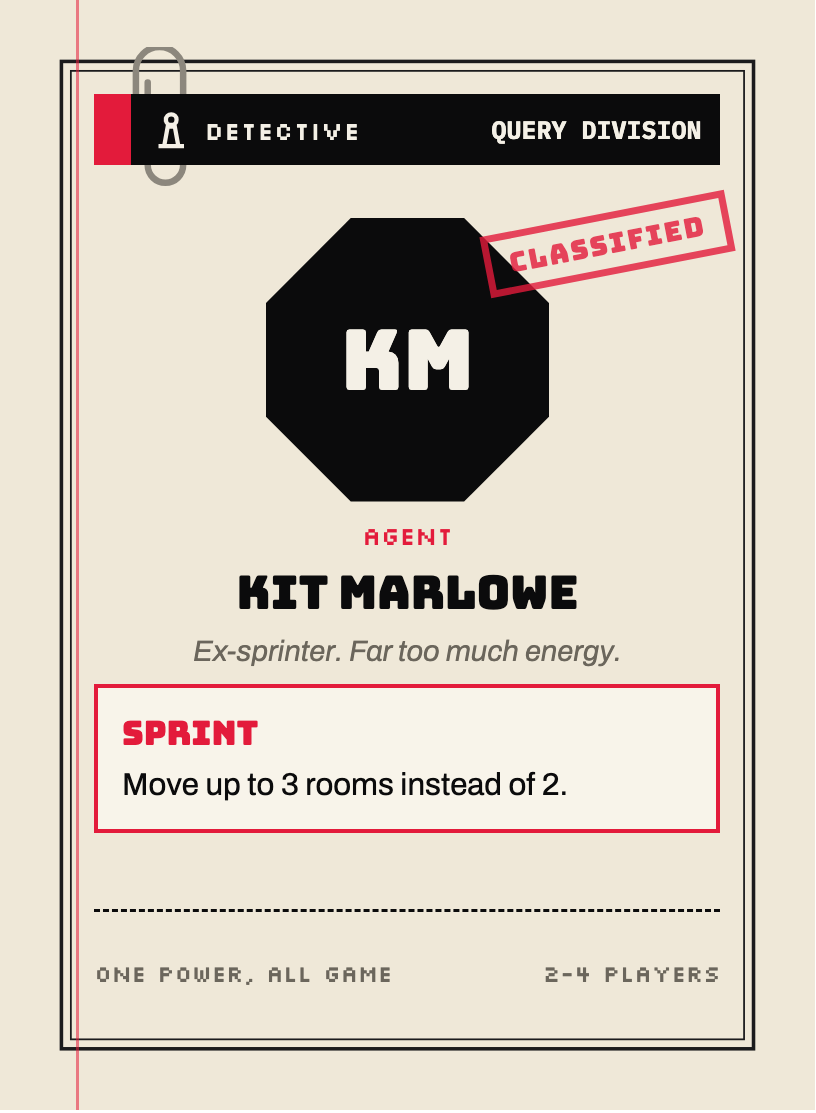 DETECTIVE QUERY DIVISION
CLASSIFIED
KM
AGENT
KIT MARLOWE
Ex-sprinter. Far too much energy.
SPRINT
Move up to 3 rooms instead of 2.
ONE POWER, ALL GAME 2-4 PLAYERS